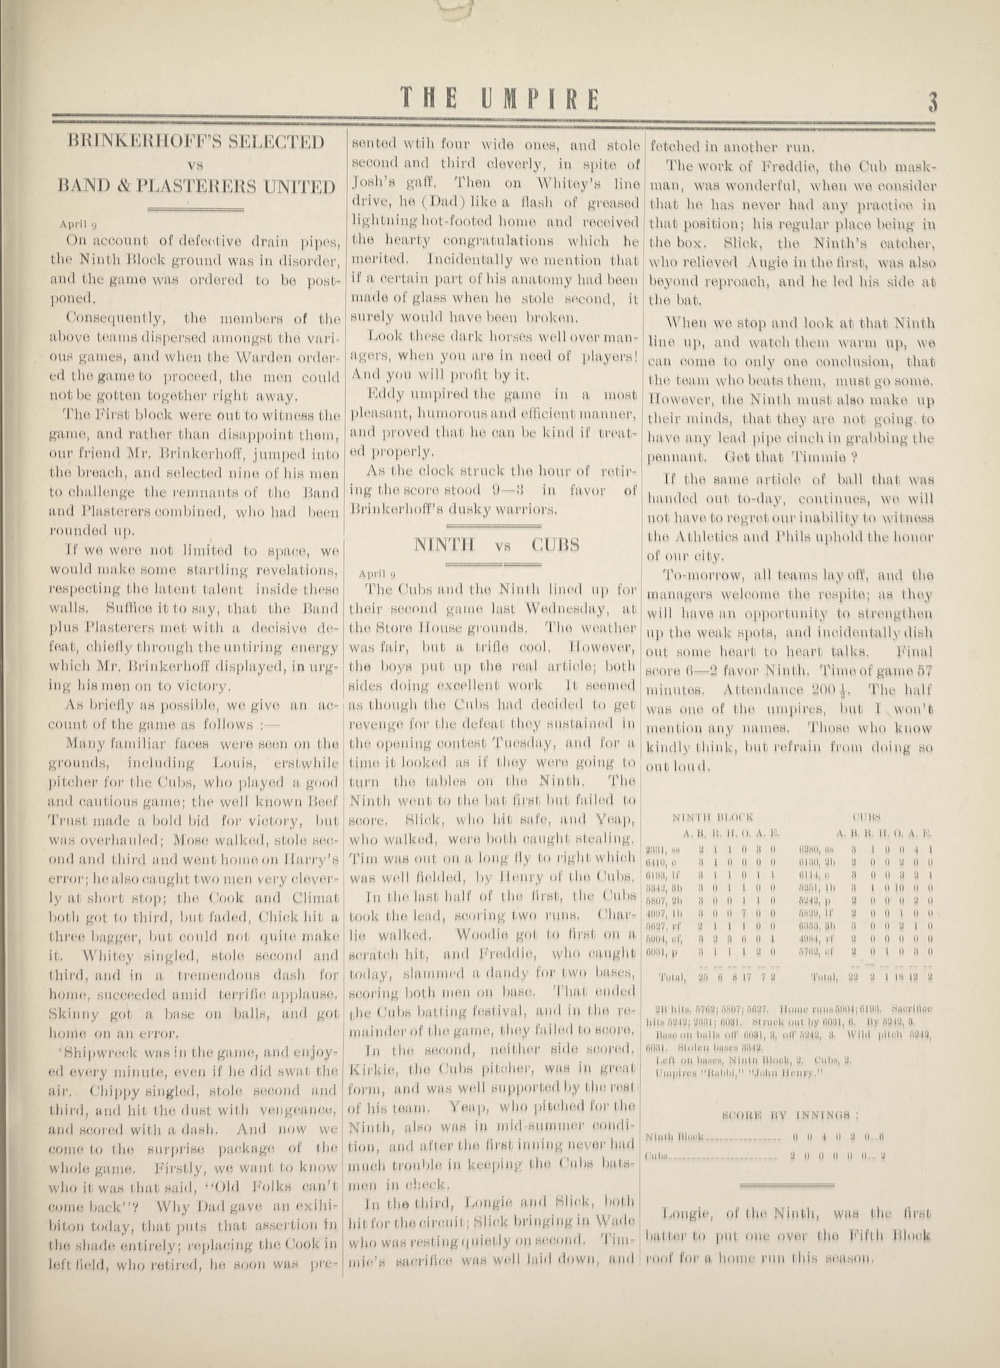 THE UMPIRE
3
BRINKERHOFF'S SELECTED
VS
BAND & PLASTERERS UNITED
April 9
On account of defective drain pipes,
the Ninth Block ground was in disorder,
and the game was ordered to be post-
poned.
Consequently, the members of the
above teams dispersed amongst the vari-
ous games, and when the Warden order-
ed the game to proceed, the men could
not be gotten together right away.
The First block were out to witness the
game, and rather than disappoint them,
our friend Mr. Brinkerhoff, jumped into
the breach, and selected nine of his men
to challenge the remnants of the Band
and Plasterers combined, who had been
rounded up.
If we were not limited to space, we
would make some startling revelations,
respecting the latent talent inside these
walls. Suffice it to say, that the Band
plus Plasterers met with a decisive de-
feat, chiefly through the untiring energy
which Mr. Brinkerhoff displayed, in urg-
ing his men on to victory.
As briefly as possible, we give an ac-
count of the game as follows :—
Many familiar faces were seen on the
grounds, including Louis, erstwhile
pitcher for the Cubs, who played a good
and cautious game; the well known Beef
Trust made a bold bid for victory, but
was overhauled; Mose walked, stole sec-
ond and third and went home on Harry's
error; he also caught two men very clever-
ly at short stop; the Cook and Climat
both got to third, but faded, Chick hit a
three bagger, but could not quite make
it. Whitey singled, stole second and
third, and in a tremendous dash for
home, succeeded amid terrific applause.
Skinny got a base on balls, and got
home on an error.
Shipwreck was in the game, and enjoy-
ed every minute, even if he did swat the
air. Chippy singled, stole second and
third, and hit the dust with vengeance,
and scored with a dash. And now we
come to the surprise package of the
whole game. Firstly, we want to know
who it was that said, "Old Folks can't
come back"? Why Dad gave an exihi-
biton today, that puts that assertion in
the shade entirely; replacing the Cook in
left field, who retired, he soon was pre-
sented wtih four wide ones, and stole
second and third cleverly, in spite of
Josh's gaff. Then on Whitey's line
drive, he (Dad) like a flash of greased
lightning hot-footed home and received
the hearty congratulations which he
merited. Incidentally we mention that
if a certain part of his anatomy had been
made of glass when he stole second, it
surely would have been broken.
Look these dark horses well over man-
agers, when you are in need of players!
And you will profit by it.
Eddy umpired the game in a most
pleasant, humorous and efficient manner,
and proved that he can be kind if treat-
ed properly.
As the clock struck the hour of retir-
ing the score stood 9—3 in favor of
Brinkerhoff's dusky warriors.
NINTH vs CUBS
April 9
The Cubs and the Ninth lined up for
their second game last Wednesday, at
the Store House grounds. The weather
was fair, but a trifle cool. However,
the boys put up the real article; both
sides doing excellent work It seemed
as though the Cubs had decided to get
revenge for the defeat they sustained in
the opening contest Tuesday, and for a
time it looked as if they were going to
turn the tables on the Ninth. The
Ninth went to the bat first but failed to
score. Slick, who hit safe, and Yeap,
who walked, were both caught stealing.
Tim was out on a long fly to right which
was well fielded, by Henry of the Cubs.
In the last half of the first, the Cubs
took the lead, scoring two runs. Char-
lie walked. Woodie got to first on a
scratch hit, and Freddie, who caught
today, slammed a dandy for two bases,
scoring both men on base. That ended
the Cubs batting festival, and in the re-
mainder of the game, they failed to score.
In the second, neither side scored.
Kirkie, the Cubs pitcher, was in great
form, and was well supported by the rest
of his team. Yeap, who pitched for the
Ninth, also was in mid-summer condi-
tion, and after the first inning never had
much trouble in keeping the Cubs bats-
men in check.
In the third, Longie and Slick, both
hit for the circuit; Slick bringing in Wade
who was resting quietly on second. Tim-
mie's sacrifice was well laid down, and
fetched in another run.
The work of Freddie, the Cub mask-
man, was wonderful, when we consider
that he has never had any practice in
that position; his regular place being in
the box. Slick, the Ninth's catcher,
who relieved Augie in the first, was also
beyond reproach, and he led his side at
the bat.
When we stop and look at that Ninth
line up, and watch them warm up, we
can come to only one conclusion, that
the team who beats them, must go some.
However, the Ninth must also make up
their minds, that they are not going to
have any lead pipe cinch in grabbing the
pennant. Get that Timmie ?
If the same article of ball that was
handed out to-day, continues, we will
not have to regret our inability to witness
the Athletics and Phils uphold the honor
of our city.
To-morrow, all teams lay off, and the
managers welcome the respite; as they
will have an opportunity to strengthen
up the weak spots, and incidentally dish
out some heart to heart talks. Final
score 6—2 favor Ninth. Time of game 57
minutes. Attendance 200 ½. The half
was one of the umpires, but I won't
mention any names. Those who know
kindly think, but refrain from doing so
out loud.
NINTH BLOCK
A. B. R. H. O. A. E.
2331, ss 2 1 1 0 3 0
6410, c 3 1 0 0 0 0
6193, lf 3 1 1 0 1 1
3342, 3b 3 0 1 1 0 0
5807, 2b 3 0 0 1 1 0
4097, 1b 3 0 0 7 0 0
5627, rf 2 1 1 1 0 0
5904, cf, 3 2 3 6 0 1
6031, p 3 1 1 1 2 0
Total, 25 6 8 17 7 2
CUBS
A. B. R. H. O. A. E.
6280, ss 3 1 0 0 4 1
6130, 2b 2 0 0 2 0 0
6114, c 3 0 0 3 2 1
5251, 1b 3 1 0 10 0 0
5242, p 2 0 0 0 2 0
5829, lf 2 0 0 1 0 0
6353, 3b 3 0 0 2 1 0
4984, rf 2 0 0 0 0 0
5762, cf 2 0 1 0 3 0
Total, 22 2 1 18 12 2
2B hits, 5762; 5807; 5627. Home runs 5904; 6193. Sacrifice
hits 5242; 2331; 6031. Struck out by 6031, 6. By 5242, 3.
Base on balls off 6031, 3, off 5242, 3. Wild pitch 5242,
6031. Stolen bases 3342.
Left on bases, Ninth Block, 2. Cubs, 2.
Umpires "Rabbi," "John Henry."
SCORE BY INNINGS :
Ninth Block 0 0 4 0 2 0..6
Cubs 2 0 0 0 0 0.. 2
Longie, of the Ninth, was the first
batter to put one over the Fifth Block
roof for a home run this season.